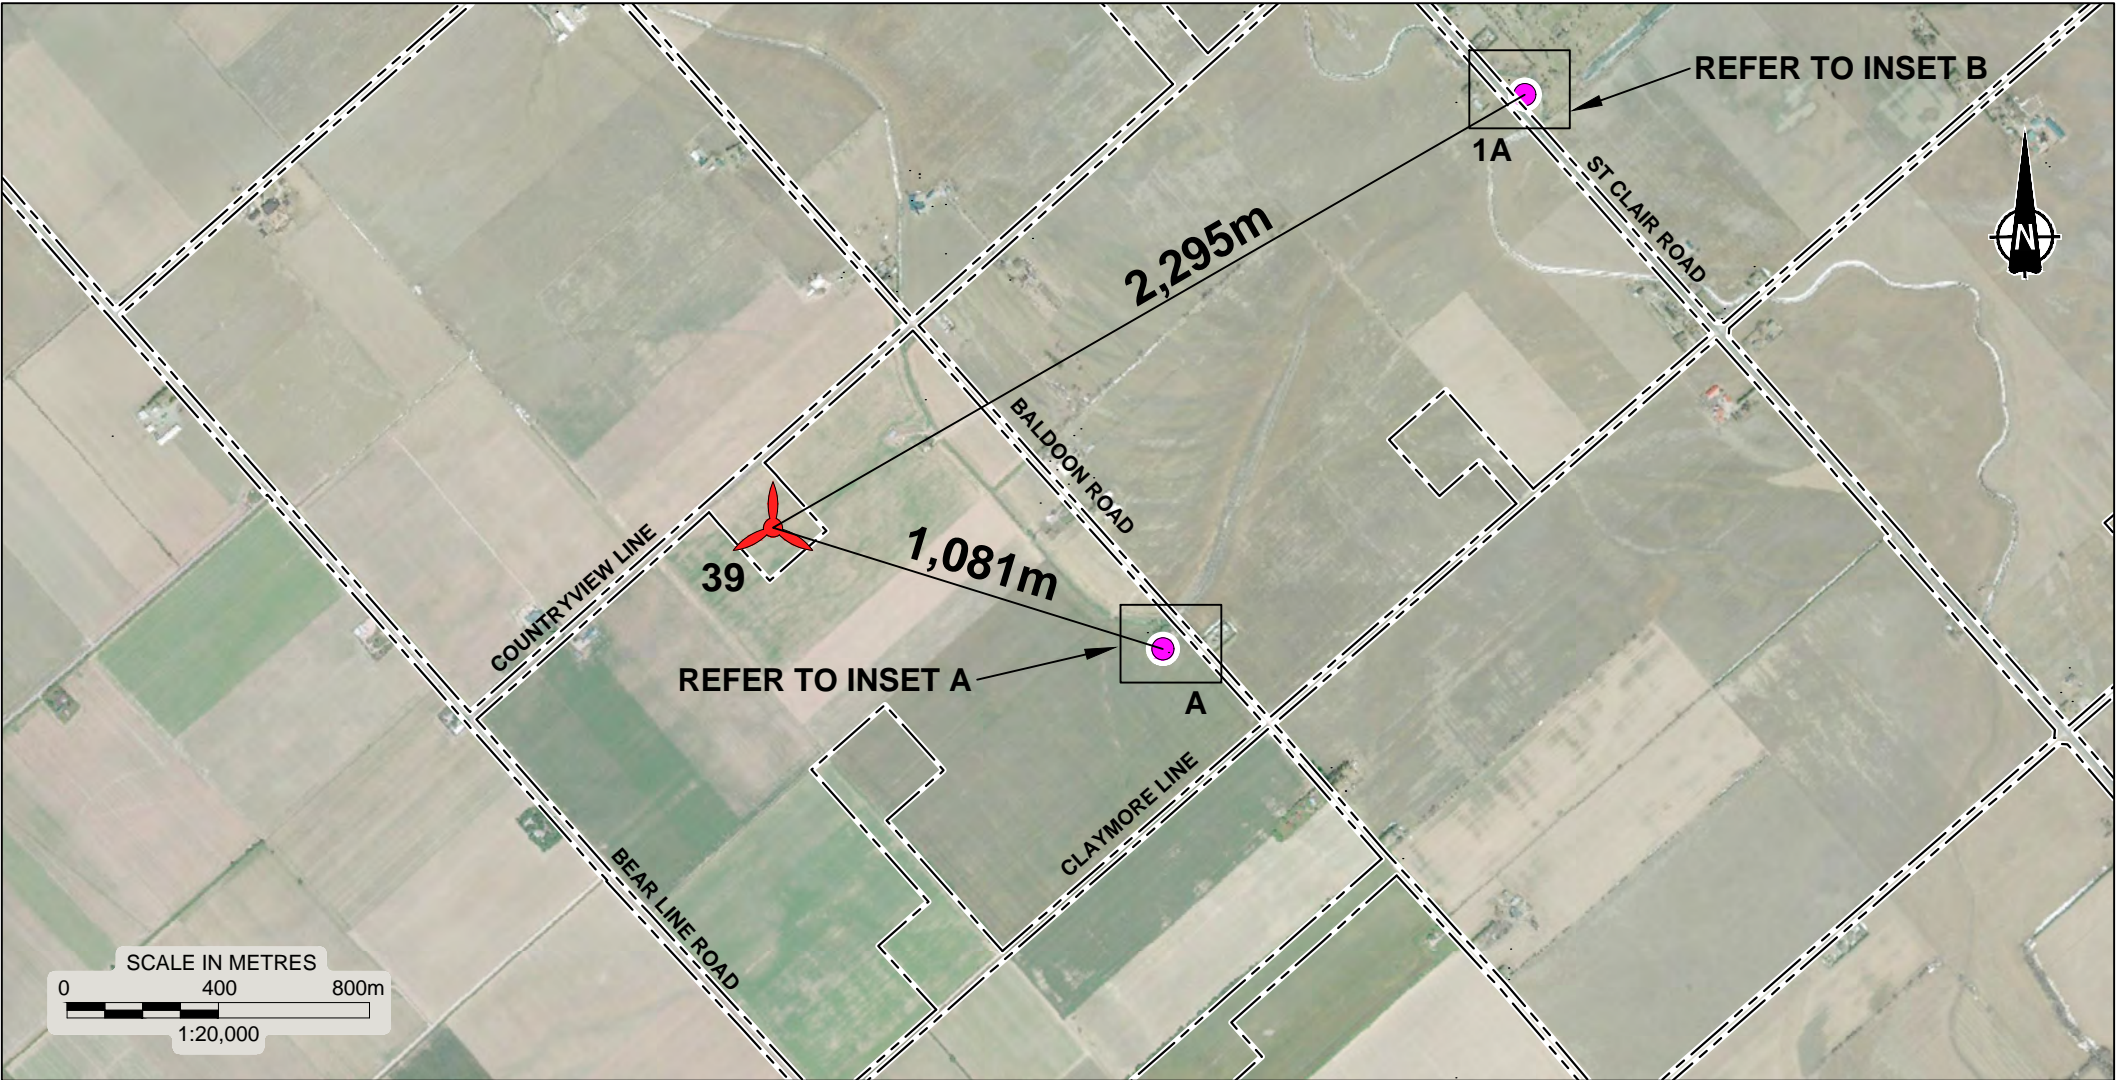 REFER TO INSET B
1A
ST CLAIR ROAD
N
2,295m
BALDOON ROAD
COUNTRYVIEW LINE
39
1,081m
REFER TO INSET A
A
CLAYMORE LINE
BEAR LINE ROAD
SCALE IN METRES
0 400 800m
1:20,000